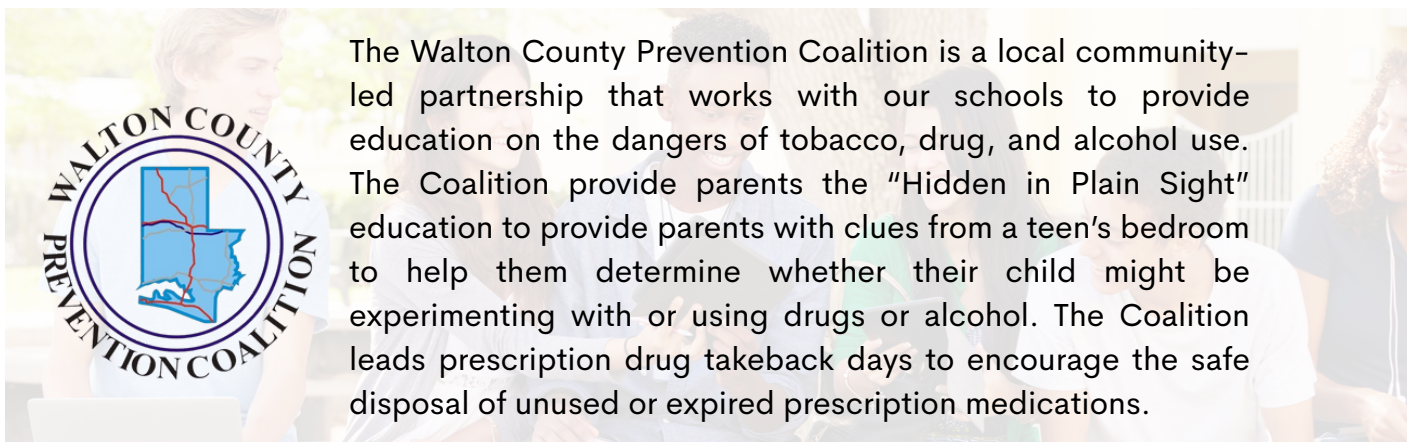 WALTON COUNTY
PREVENTION COALITION
The Walton County Prevention Coalition is a local community-
led partnership that works with our schools to provide
education on the dangers of tobacco, drug, and alcohol use.
The Coalition provide parents the “Hidden in Plain Sight”
education to provide parents with clues from a teen’s bedroom
to help them determine whether their child might be
experimenting with or using drugs or alcohol. The Coalition
leads prescription drug takeback days to encourage the safe
disposal of unused or expired prescription medications.